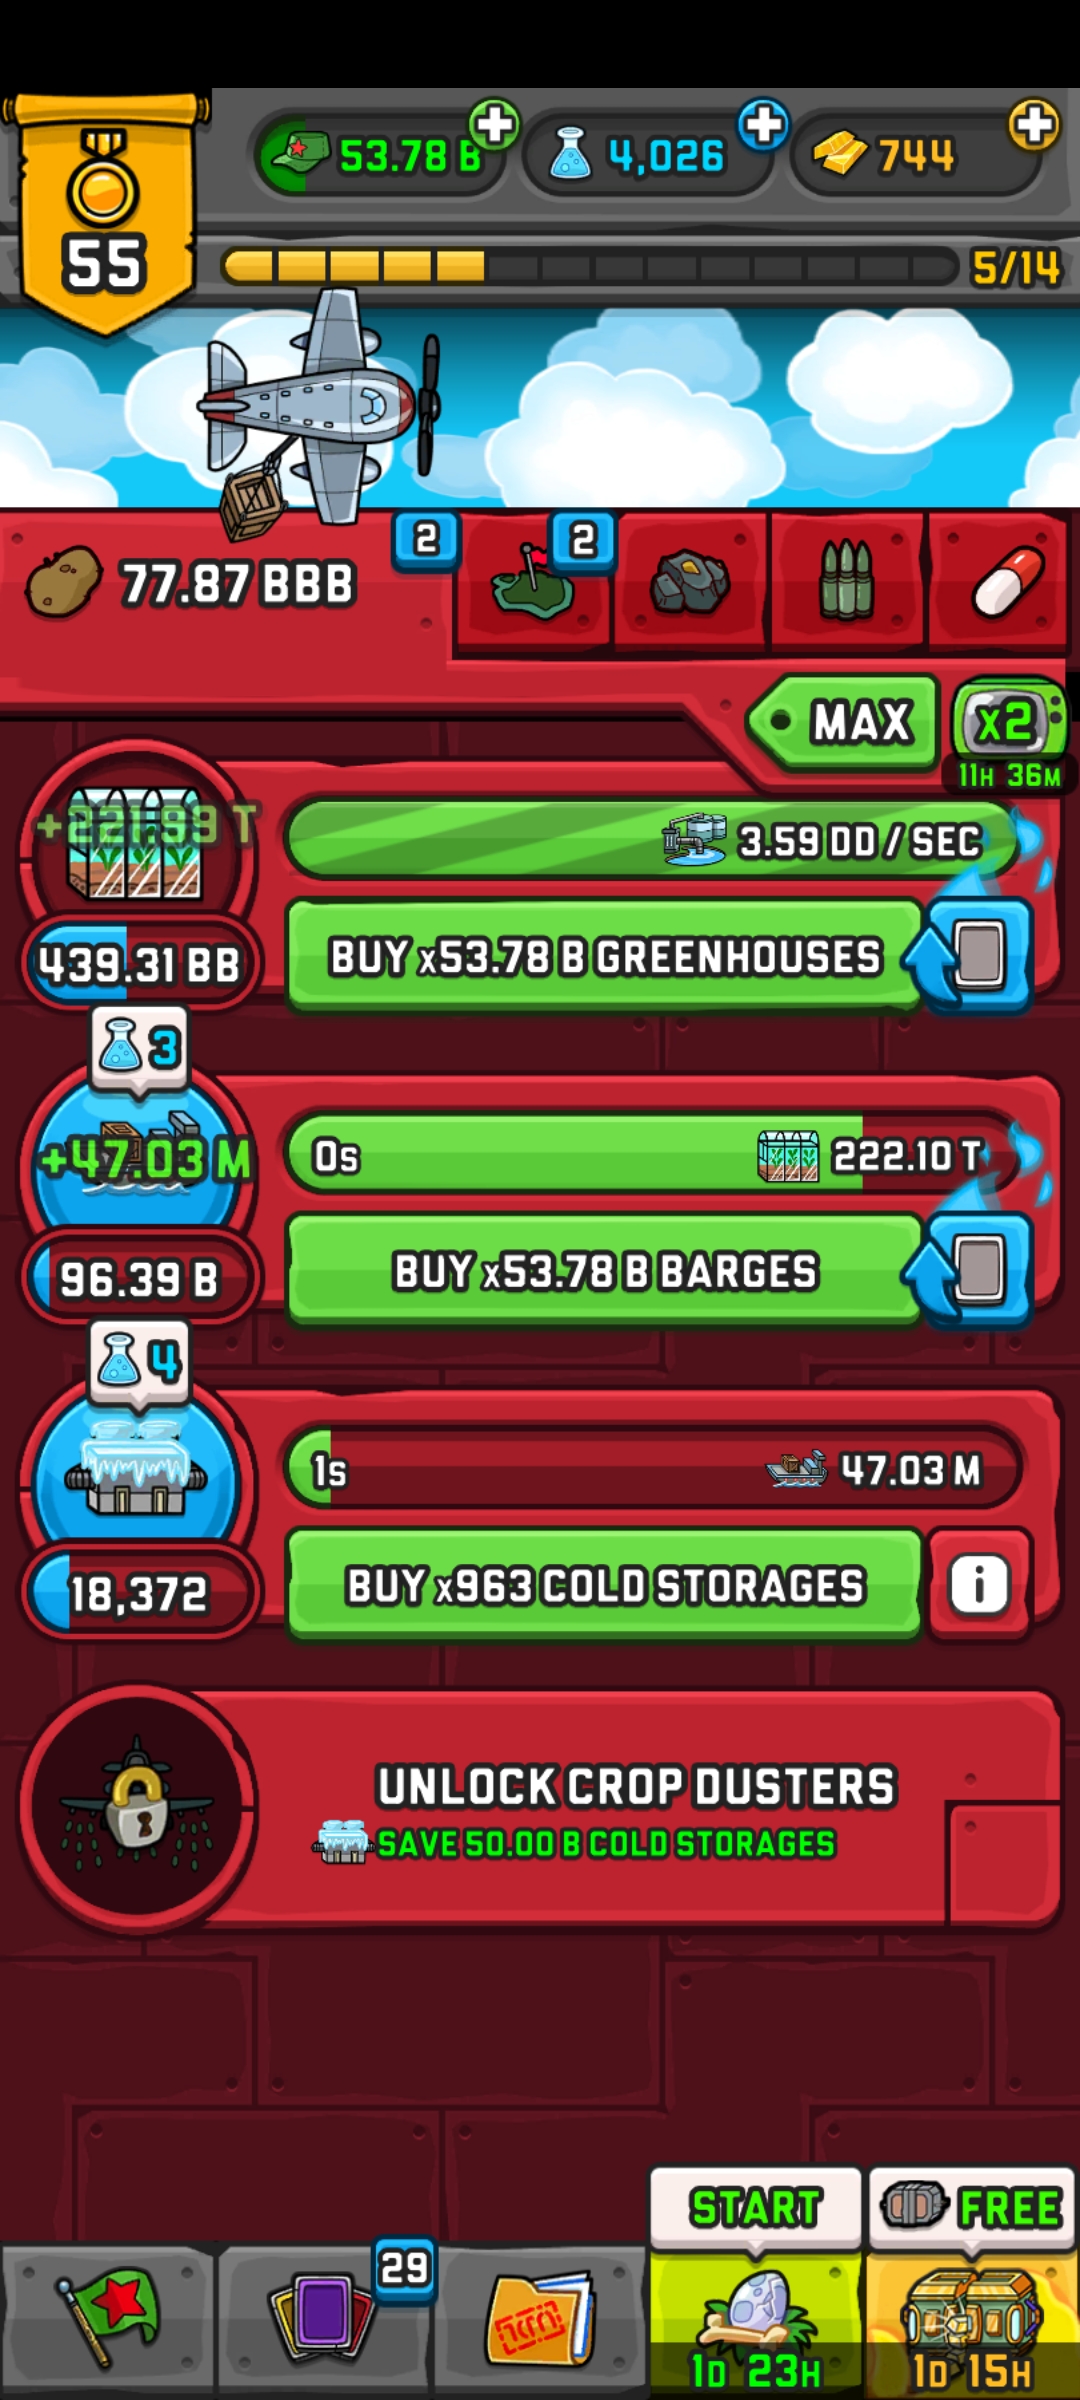 53.78 B
4,026
744
55
5/14
77.87 BBB
2
2
MAX
x2
11H 36M
+221.99 T
3.59 DD / SEC
439.31 BB
BUY x53.78 B GREENHOUSES
3
+47.03 M
0s
222.10 T
96.39 B
BUY x53.78 B BARGES
4
1s
47.03 M
18,372
BUY x963 COLD STORAGES
i
UNLOCK CROP DUSTERS
SAVE 50.00 B COLD STORAGES
START
FREE
29
1D 23H
1D 15H